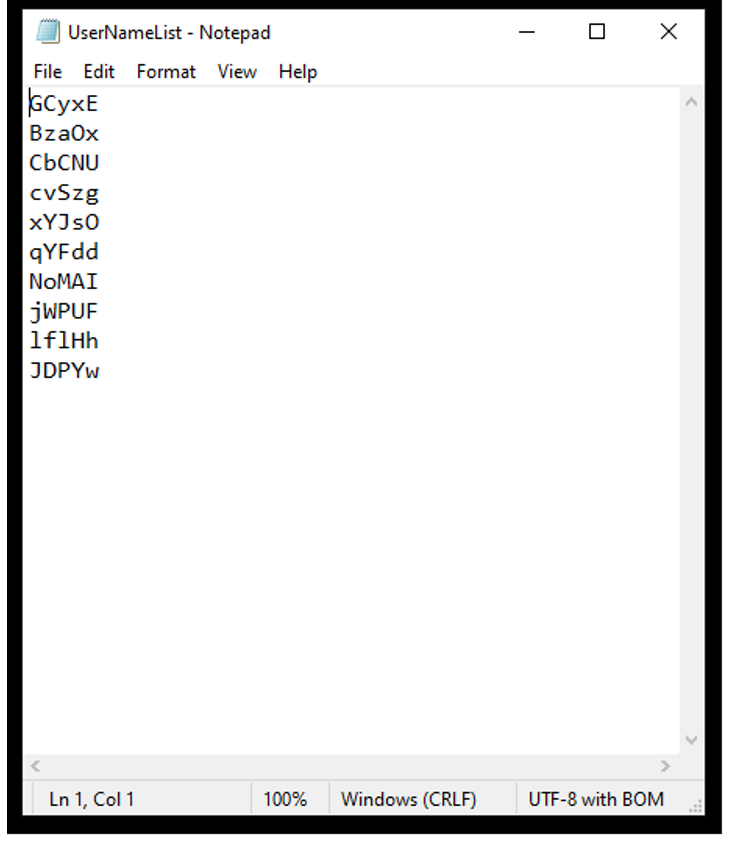 UserNameList - Notepad
File Edit Format View Help
GCyxE
BzaOx
CbCNU
cvSzg
xYJsO
qYFdd
NoMAI
jWPUF
lflHh
JDPYw
Ln 1, Col 1 100% Windows (CRLF) UTF-8 with BOM